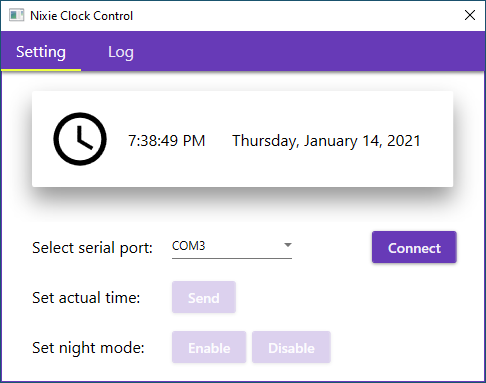 Nixie Clock Control
Setting Log
7:38:49 PM Thursday, January 14, 2021
Select serial port: COM3 Connect
Set actual time: Send
Set night mode: Enable Disable